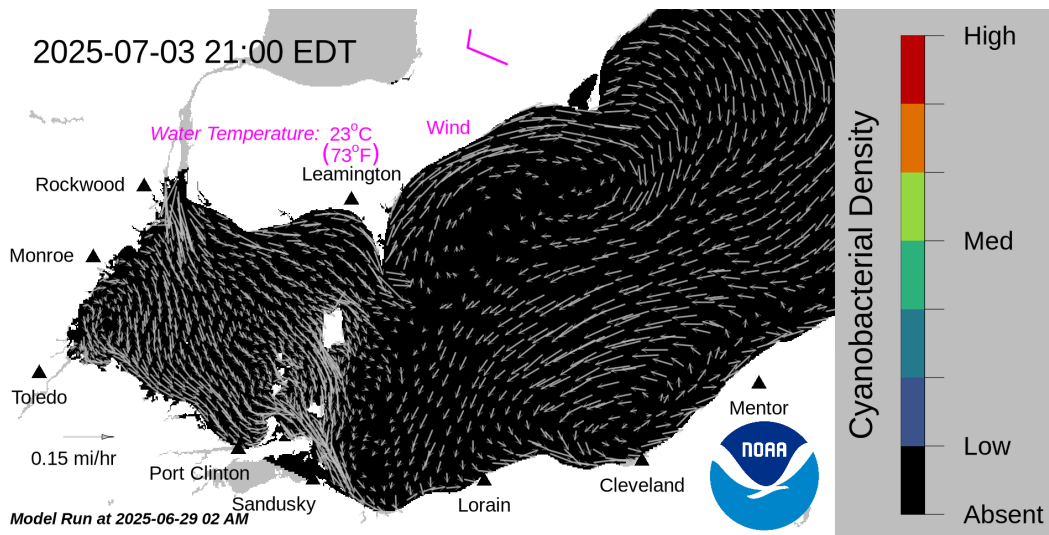 2025-07-03 21:00 EDT
Water Temperature: 23°C
(73°F)
Wind
Leamington
Rockwood
Monroe
Toledo
0.15 mi/hr
Port Clinton
Sandusky
Lorain
Cleveland
Mentor
NOAA
Model Run at 2025-06-29 02 AM
Cyanobacterial Density
High
Med
Low
Absent